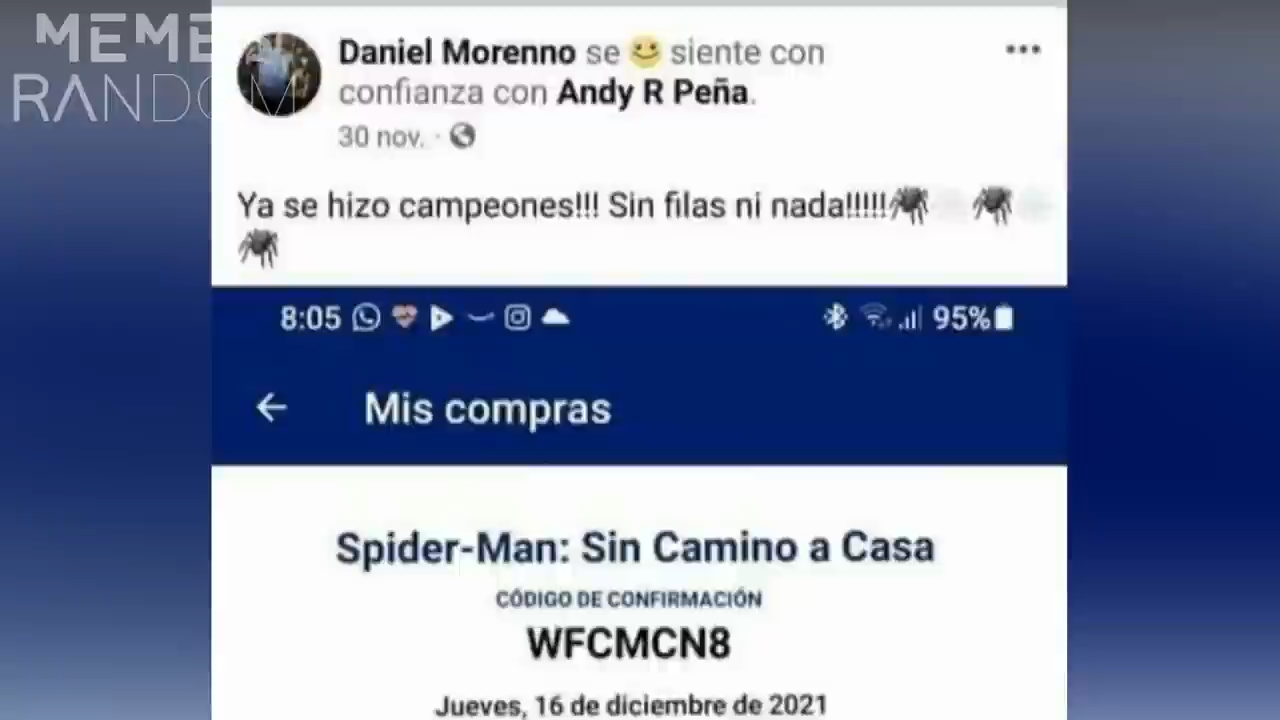 MEMES
RANDOM
Daniel Morenno se 😃 siente con
confianza con Andy R Peña.
30 nov. ·
Ya se hizo campeones!!! Sin filas ni nada!!!!!🕷 🕷
🕷
8:05 95%
Mis compras
Spider-Man: Sin Camino a Casa
CÓDIGO DE CONFIRMACIÓN
WFCMCN8
Jueves, 16 de diciembre de 2021